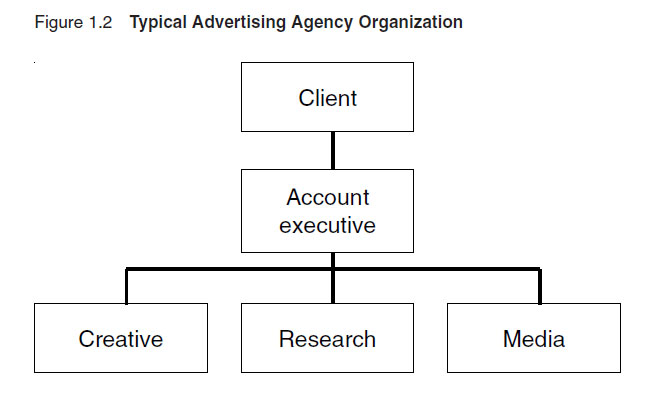 Figure 1.2 Typical Advertising Agency Organization
Client
Account
executive
Creative
Research
Media